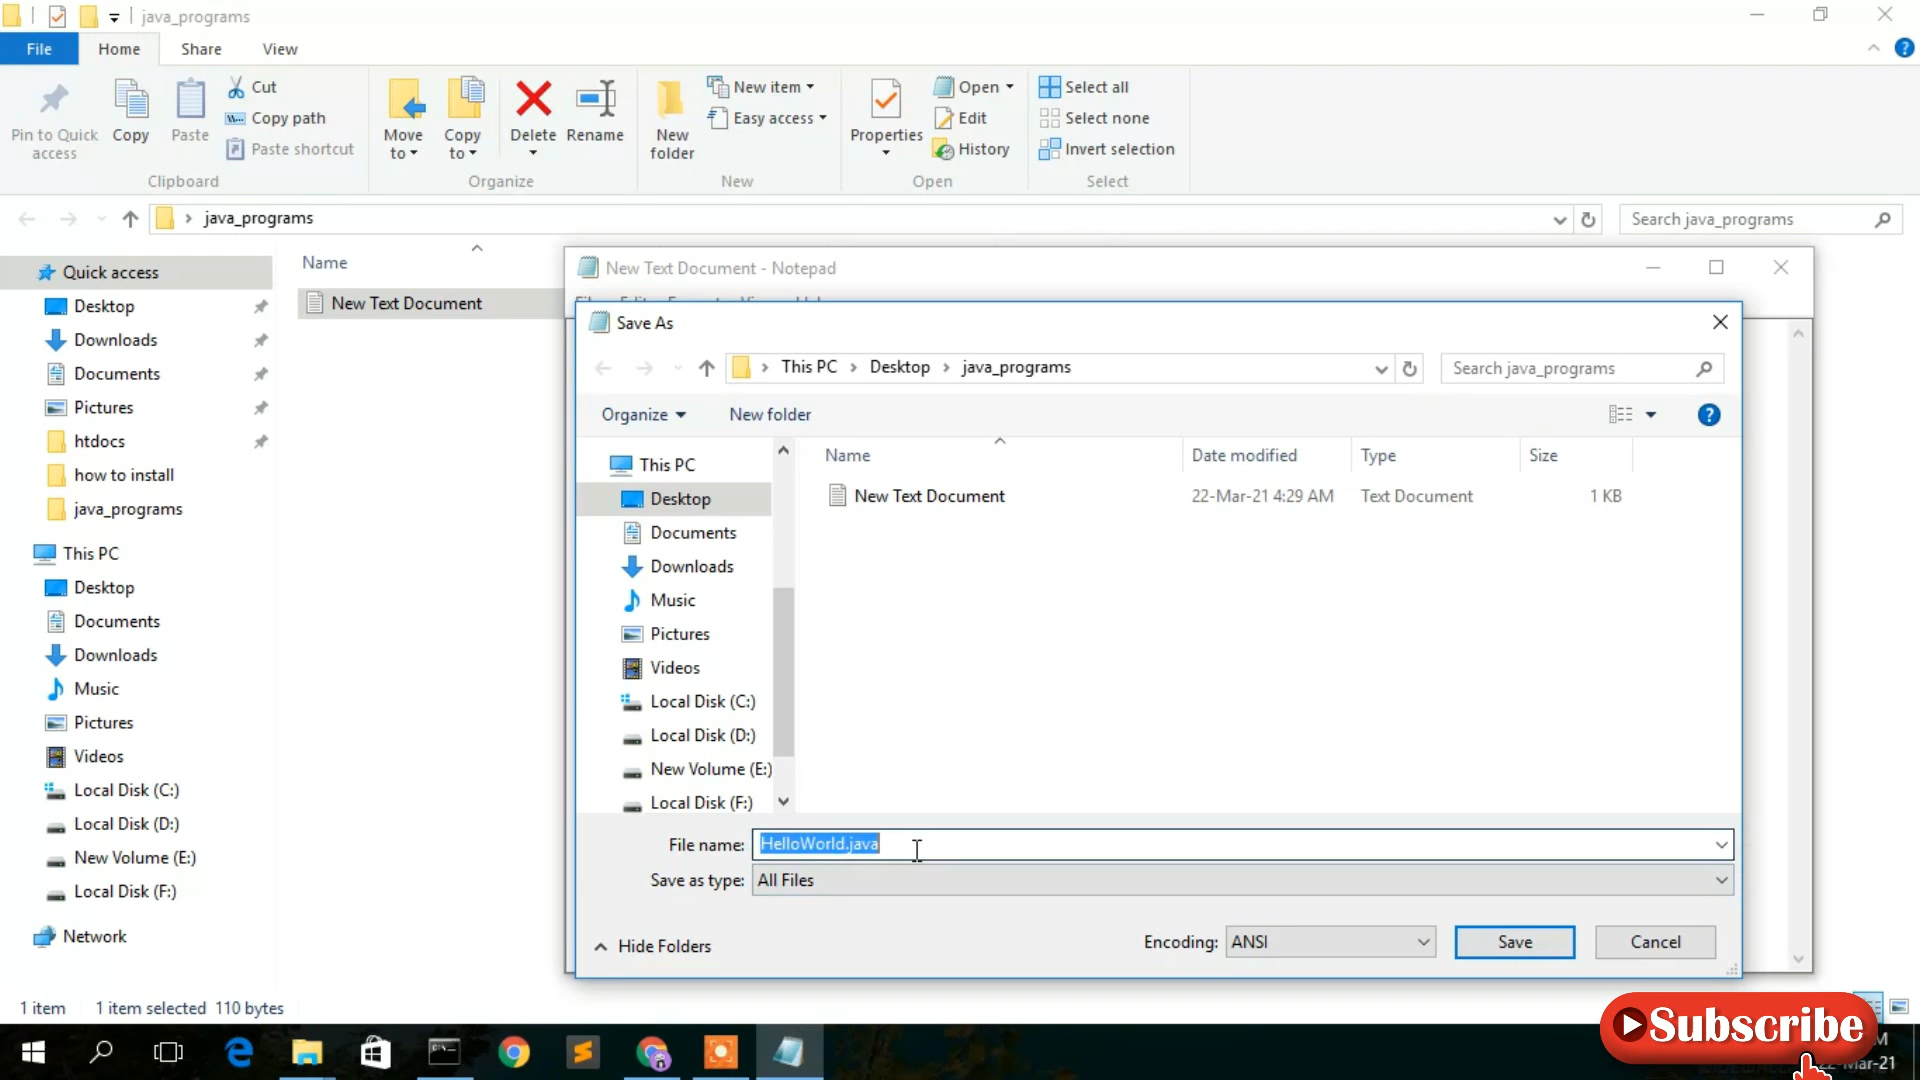 java_programs
File Home Share View
Pin to Quick access
Copy
Paste
Cut
Copy path
Paste shortcut
Clipboard
Move to
Copy to
Delete
Rename
Organize
New folder
New item
Easy access
New
Properties
Open
Edit
History
Open
Select all
Select none
Invert selection
Select
java_programs
Search java_programs
Quick access
Desktop
Downloads
Documents
Pictures
htdocs
how to install
java_programs
This PC
Desktop
Documents
Downloads
Music
Pictures
Videos
Local Disk (C:)
Local Disk (D:)
New Volume (E:)
Local Disk (F:)
Network
Name
New Text Document
New Text Document - Notepad
Save As
This PC > Desktop > java_programs
Search java_programs
Organize New folder
This PC
Desktop
Documents
Downloads
Music
Pictures
Videos
Local Disk (C:)
Local Disk (D:)
New Volume (E:)
Local Disk (F:)
Name Date modified Type Size
New Text Document 22-Mar-21 4:29 AM Text Document 1 KB
File name: HelloWorld.java
Save as type: All Files
Hide Folders
Encoding: ANSI
Save
Cancel
1 item 1 item selected 110 bytes
Subscribe